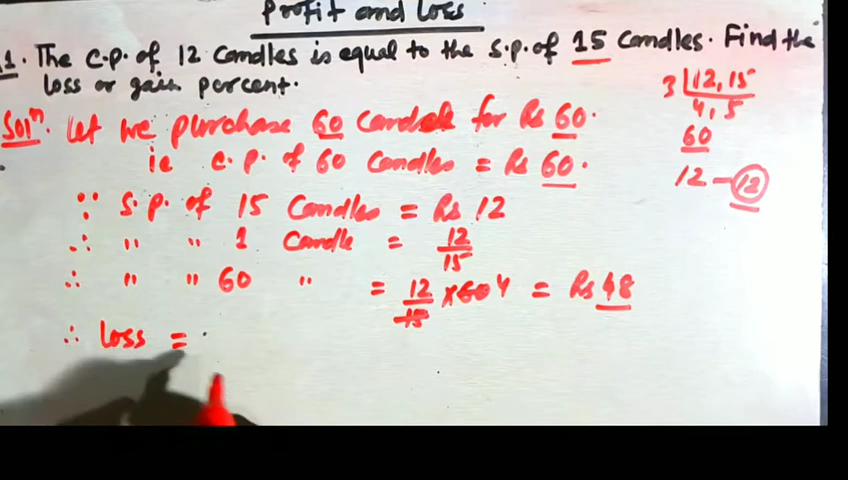 Profit and Loss
1. The C.P. of 12 Candles is equal to the S.P. of 15 Candles. Find the
loss or gain percent.
Solⁿ. Let we purchase 60 Candles for Rs 60.
ie C.P. of 60 Candles = Rs 60.
∵ S.P. of 15 Candles = Rs 12
∴ " " 1 Candle = 12/15
∴ " " 60 " = 12/15 × 60 4 = Rs 48
∴ Loss =
3 | 12, 15
4, 5
60
12 - 12